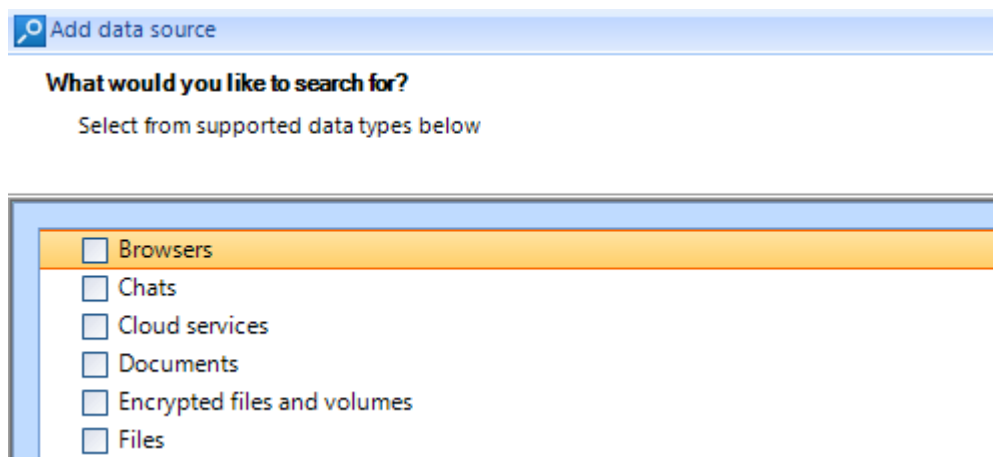 Add data source
What would you like to search for?
Select from supported data types below
Browsers
Chats
Cloud services
Documents
Encrypted files and volumes
Files